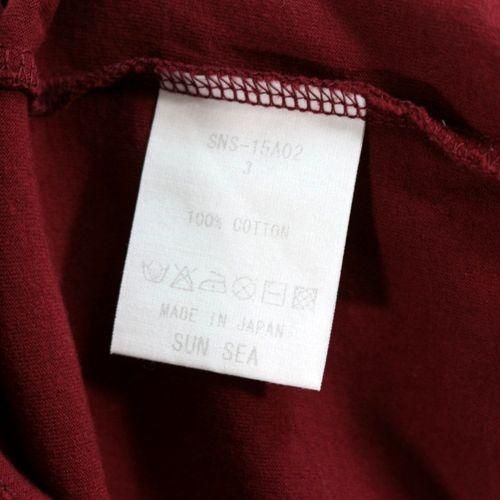 SNS-15A02
3
100% COTTON
MADE IN JAPAN
SUN SEA